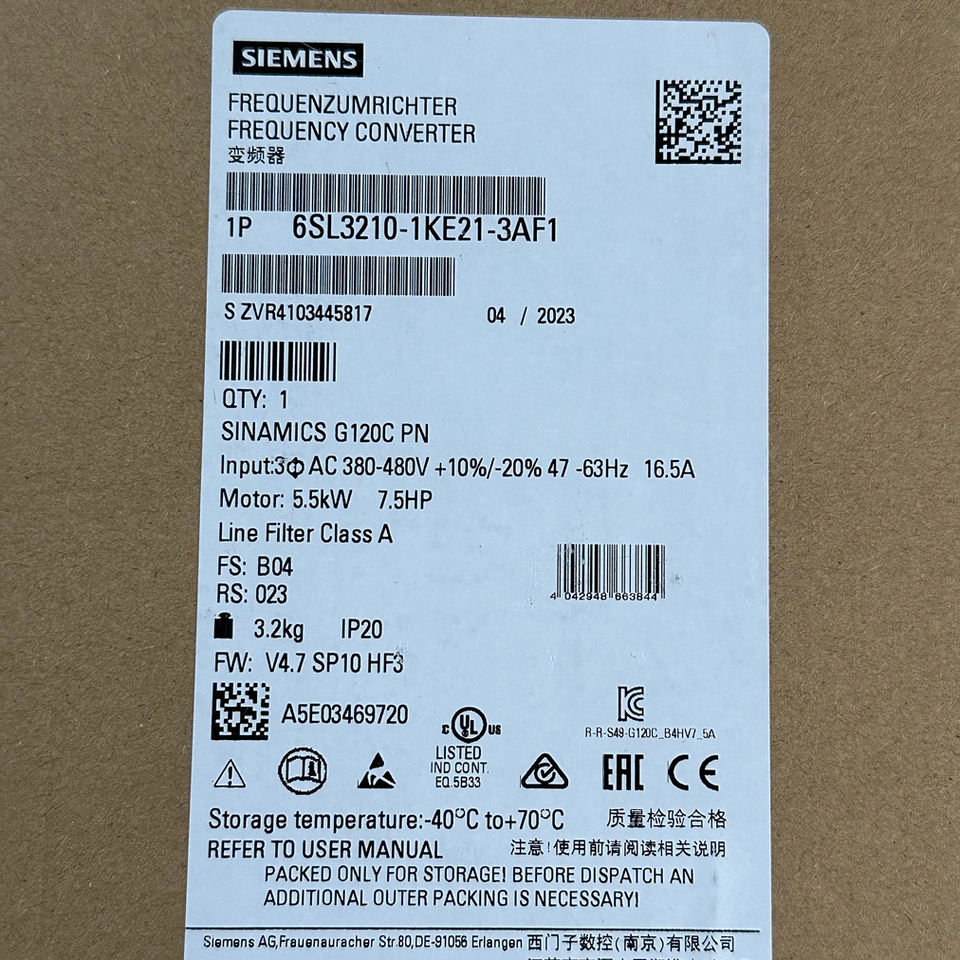 SIEMENS
FREQUENZUMRICHTER
FREQUENCY CONVERTER
变频器
1P 6SL3210-1KE21-3AF1
S ZVR4103445817 04 / 2023
QTY: 1
SINAMICS G120C PN
Input:3Φ AC 380-480V +10%/-20% 47 -63Hz 16.5A
Motor: 5.5kW 7.5HP
Line Filter Class A
FS: B04
RS: 023
4 042948 663844
3.2kg IP20
FW: V4.7 SP10 HF3
A5E03469720
R-R-S49-G120C_B4HV7_5A
c UL US
LISTED
IND CONT.
EQ.5B33
EAC CE
Storage temperature:-40°C to+70°C 质量检验合格
REFER TO USER MANUAL 注意!使用前请阅读相关说明
PACKED ONLY FOR STORAGE! BEFORE DISPATCH AN
ADDITIONAL OUTER PACKING IS NECESSARY!
Siemens AG,Frauenauracher Str.80,DE-91056 Erlangen 西门子数控(南京)有限公司